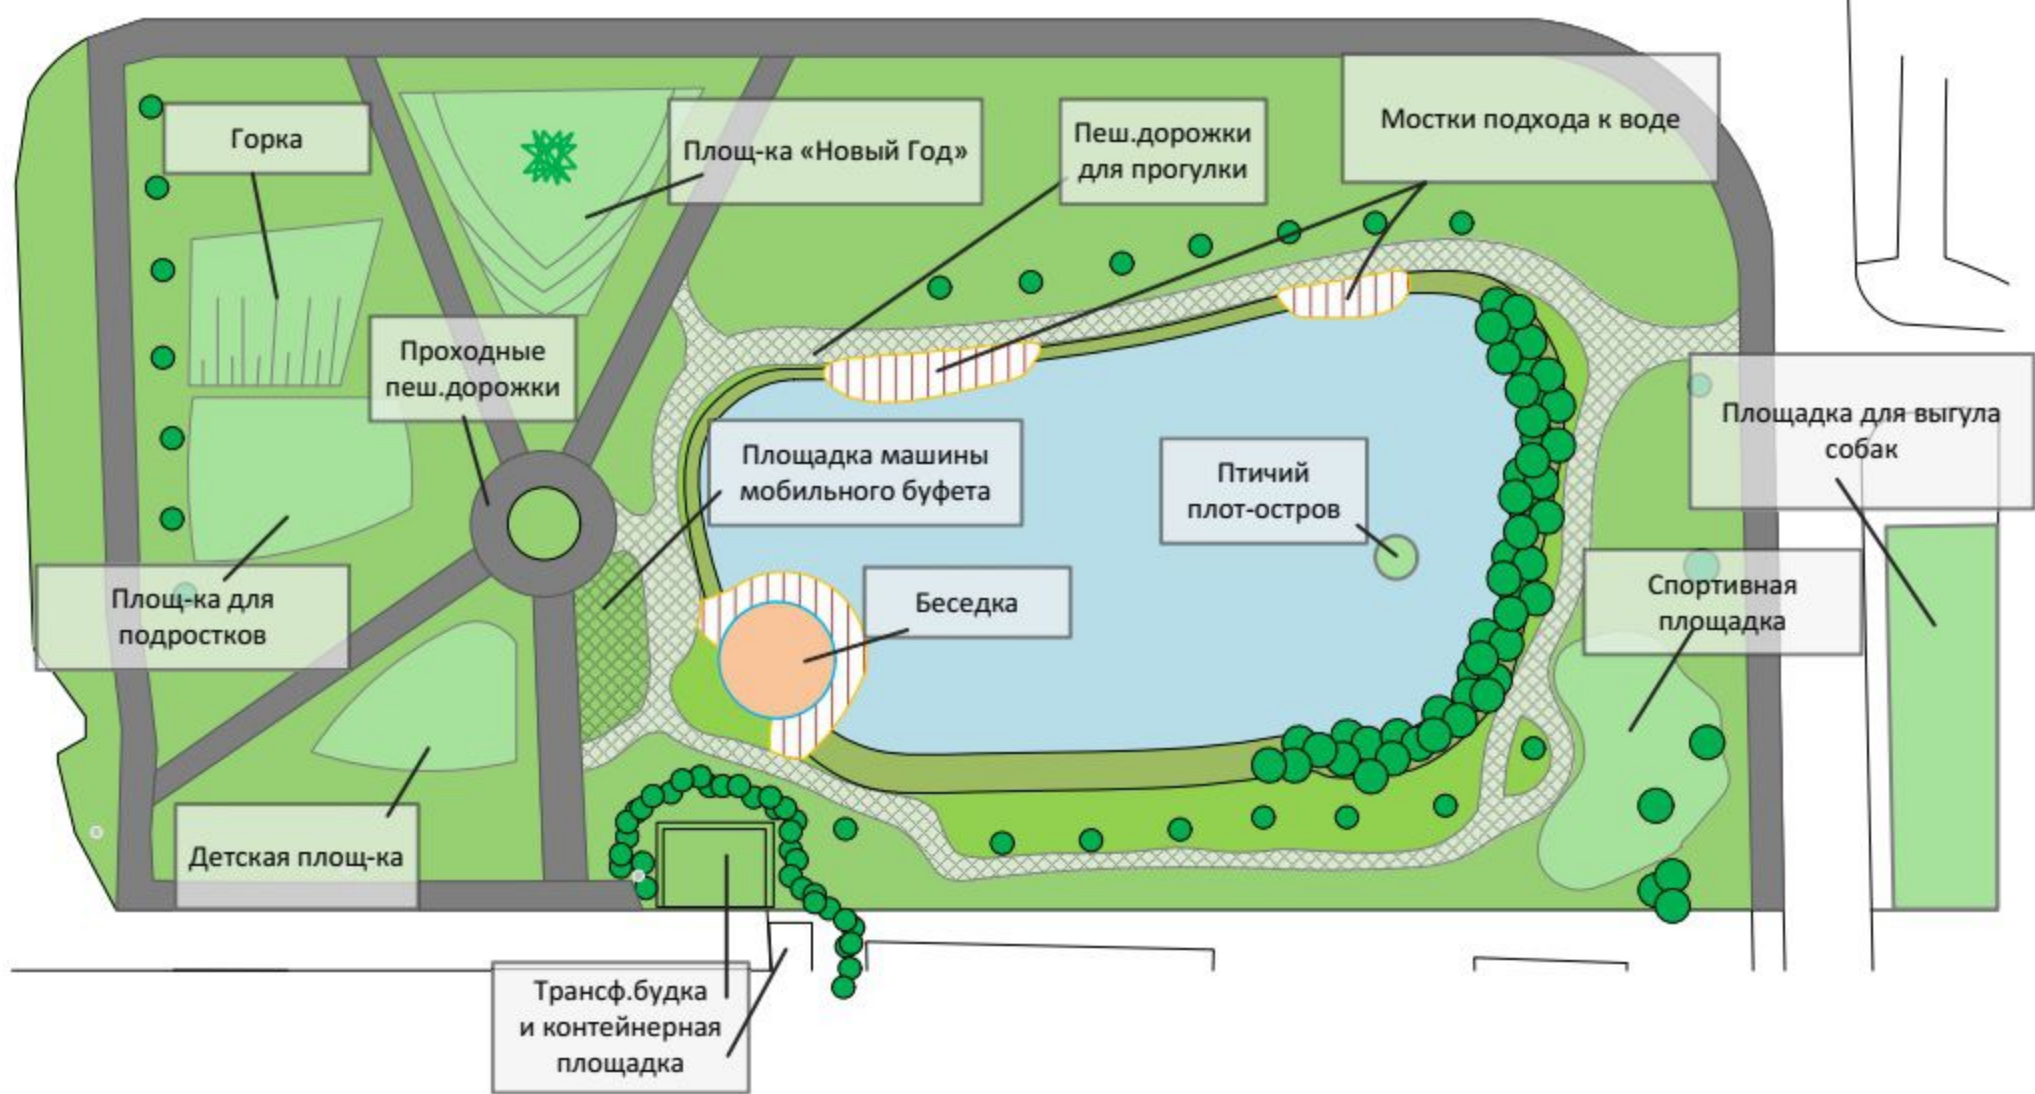 Горка
Площ-ка «Новый Год»
Пеш.дорожки
для прогулки
Мостки подхода к воде
Проходные
пеш.дорожки
Площадка машины
мобильного буфета
Птичий
плот-остров
Площадка для выгула
собак
Площ-ка для
подростков
Беседка
Спортивная
площадка
Детская площ-ка
Трансф.будка
и контейнерная
площадка